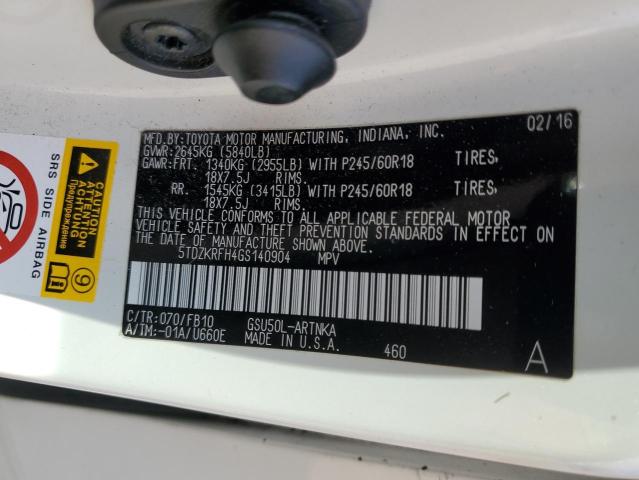 02/16
MFD.BY:TOYOTA MOTOR MANUFACTURING, INDIANA, INC.
GVWR:2645KG (5840LB)
GAWR:FRT. 1340KG (2955LB) WITH P245/60R18 TIRES,
18X7.5J RIMS.
RR. 1545KG (3415LB) WITH P245/60R18 TIRES,
18X7.5J RIMS.
THIS VEHICLE CONFORMS TO ALL APPLICABLE FEDERAL MOTOR
VEHICLE SAFETY AND THEFT PREVENTION STANDARDS IN EFFECT ON
THE DATE OF MANUFACTURE SHOWN ABOVE.
5TDZKRFH4GS140904 MPV
C/TR:070/FB10 GSU50L-ARTNKA
A/TM:-01A/U660E MADE IN U.S.A. 460
A
SRS SIDE AIRBAG
CAUTION
ATTENTION
ACHTUNG
Предупреждение
9